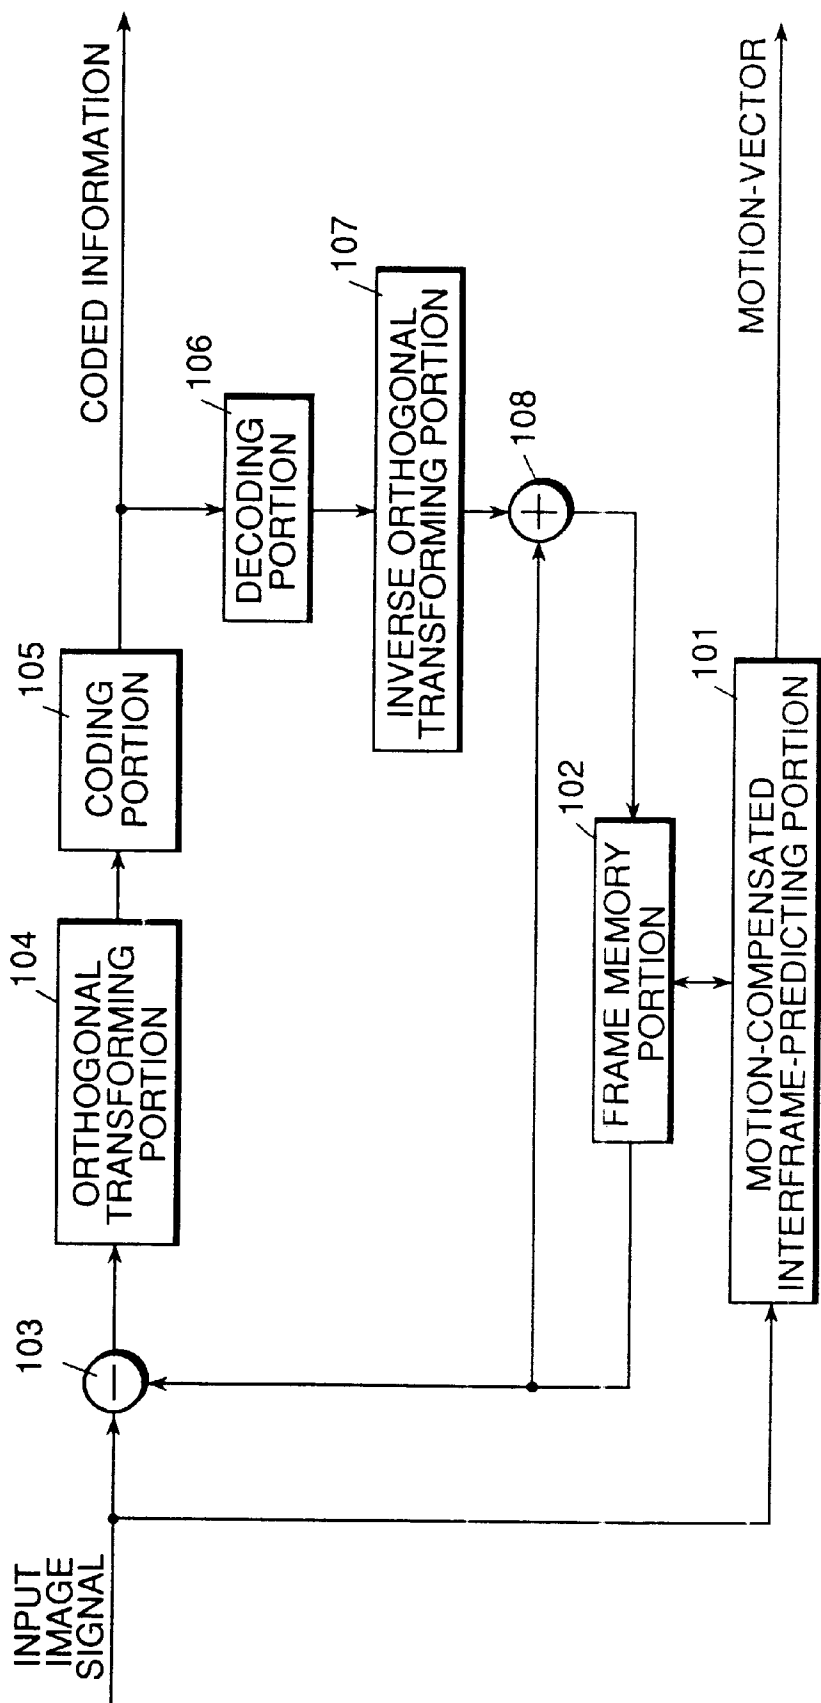 INPUT
IMAGE
SIGNAL
103
104
ORTHOGONAL
TRANSFORMING
PORTION
105
CODING
PORTION
CODED INFORMATION
106
DECODING
PORTION
107
INVERSE ORTHOGONAL
TRANSFORMING PORTION
108
102
FRAME MEMORY
PORTION
101
MOTION-COMPENSATED
INTERFRAME-PREDICTING PORTION
MOTION-VECTOR